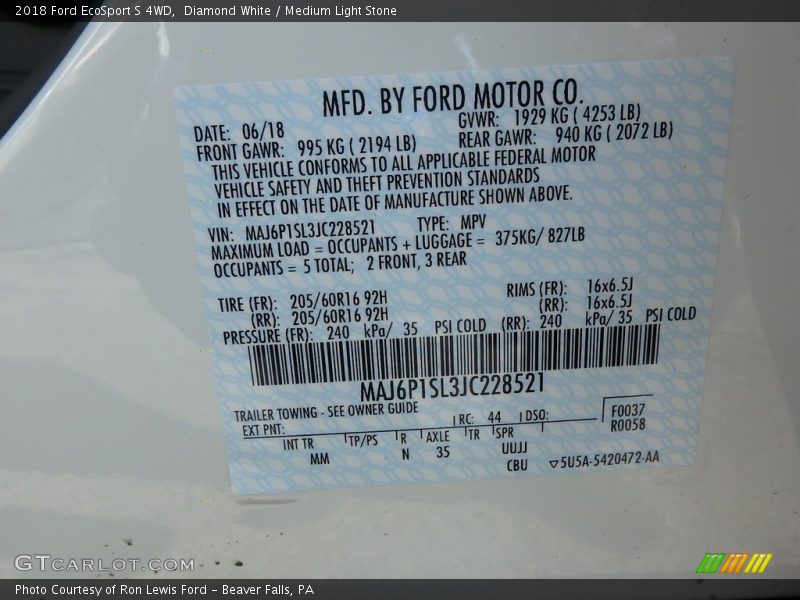 2018 Ford EcoSport S 4WD, Diamond White / Medium Light Stone
MFD. BY FORD MOTOR CO.
DATE: 06/18 GVWR: 1929 KG ( 4253 LB)
FRONT GAWR: 995 KG ( 2194 LB) REAR GAWR: 940 KG ( 2072 LB)
THIS VEHICLE CONFORMS TO ALL APPLICABLE FEDERAL MOTOR
VEHICLE SAFETY AND THEFT PREVENTION STANDARDS
IN EFFECT ON THE DATE OF MANUFACTURE SHOWN ABOVE.
VIN: MAJ6P1SL3JC228521 TYPE: MPV
MAXIMUM LOAD = OCCUPANTS + LUGGAGE = 375KG/ 827LB
OCCUPANTS = 5 TOTAL; 2 FRONT, 3 REAR
TIRE (FR): 205/60R16 92H RIMS (FR): 16x6.5J
(RR): 205/60R16 92H (RR): 16x6.5J
PRESSURE (FR): 240 kPa/ 35 PSI COLD (RR): 240 kPa/ 35 PSI COLD
MAJ6P1SL3JC228521
TRAILER TOWING - SEE OWNER GUIDE
EXT PNT: RC: 44 DSO: F0037
R0058
INT TR TP/PS R AXLE TR SPR
MM N 35 UUJJ
CBU ▽5U5A-5420472-AA
GTCARLOT.COM
Photo Courtesy of Ron Lewis Ford – Beaver Falls, PA